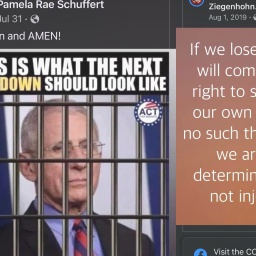 Pamela Rae Schuffert
Jul 31 ·
n and AMEN!
S IS WHAT THE NEXT
DOWN SHOULD LOOK LIKE
ACT
Ziegenhohn.
Aug 1, 2019 ·
If we lose
will com
right to s
our own
no such th
we ar
determin
not inj
Visit the CO